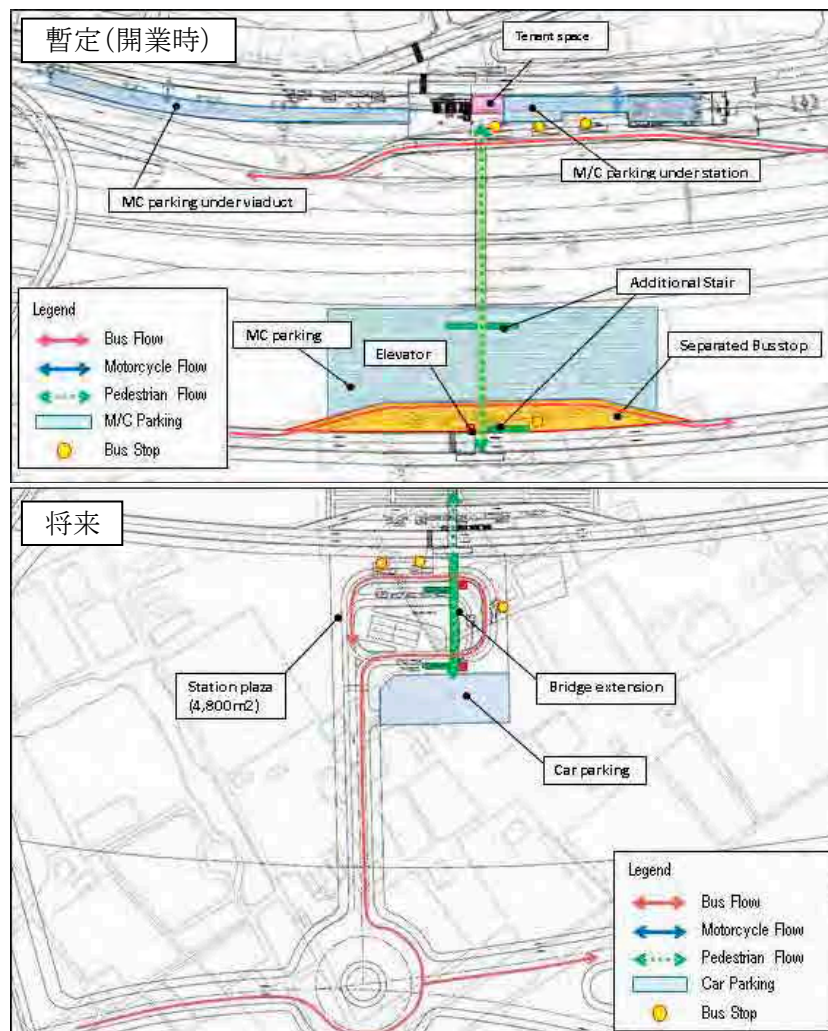 暫定(開業時)
Tenant space
MC parking under viaduct
M/C parking under station
Additional Stair
MC parking
Elevator
Separated Bus stop
Legend
Bus Flow
Motorcycle Flow
Pedestrian Flow
M/C Parking
Bus Stop
将来
Station plaza
(4,800m2)
Bridge extension
Car parking
Legend
Bus Flow
Motorcycle Flow
Pedestrian Flow
Car Parking
Bus Stop